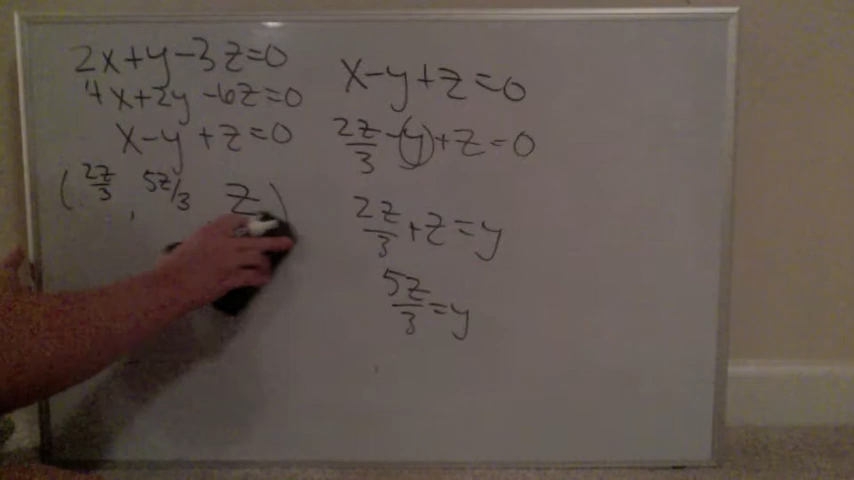 2x+y-3z=0
4x+2y-6z=0
x-y+z=0
(2z/3, 5z/3 z)
x-y+z=0
2z/3-y+z=0
2z/3+z=y
5z/3=y